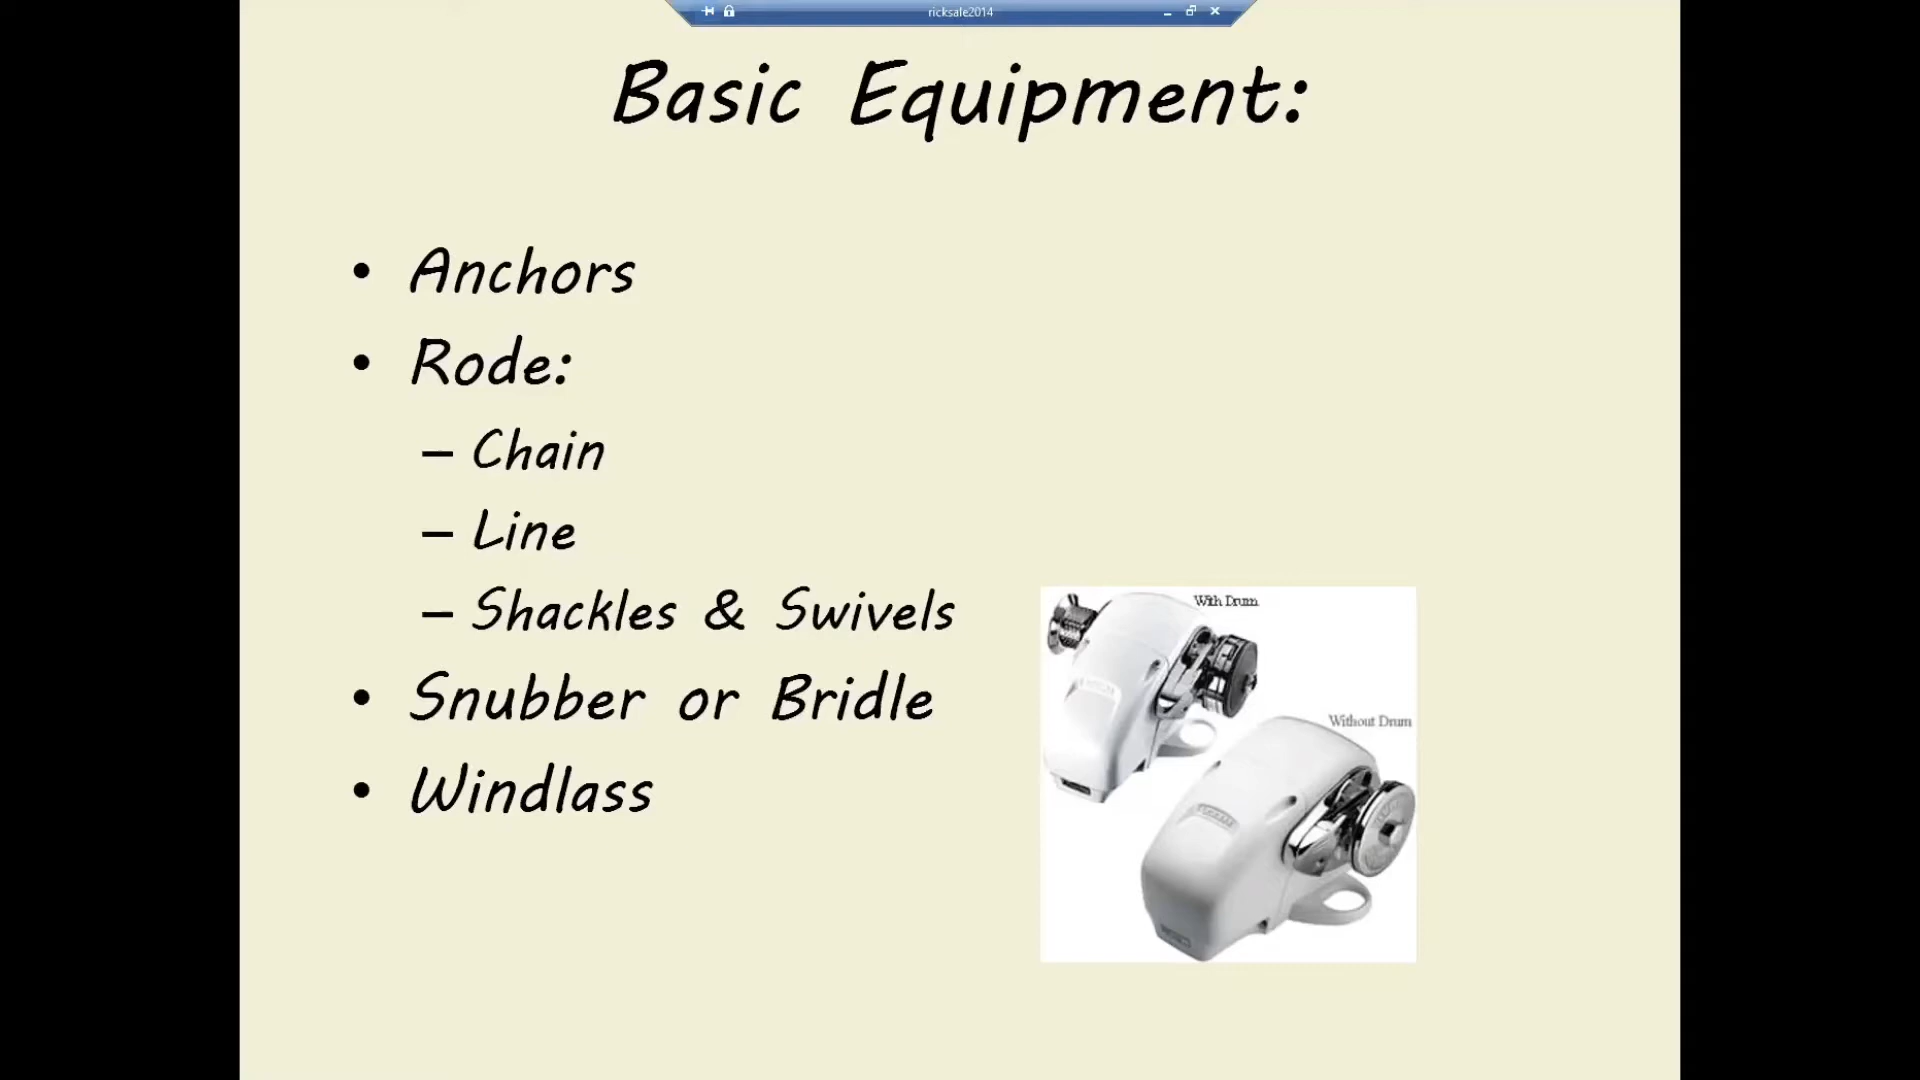 ricksale2014
Basic Equipment:
• Anchors
• Rode:
– Chain
– Line
– Shackles & Swivels
• Snubber or Bridle
• Windlass
With Drum
Without Drum